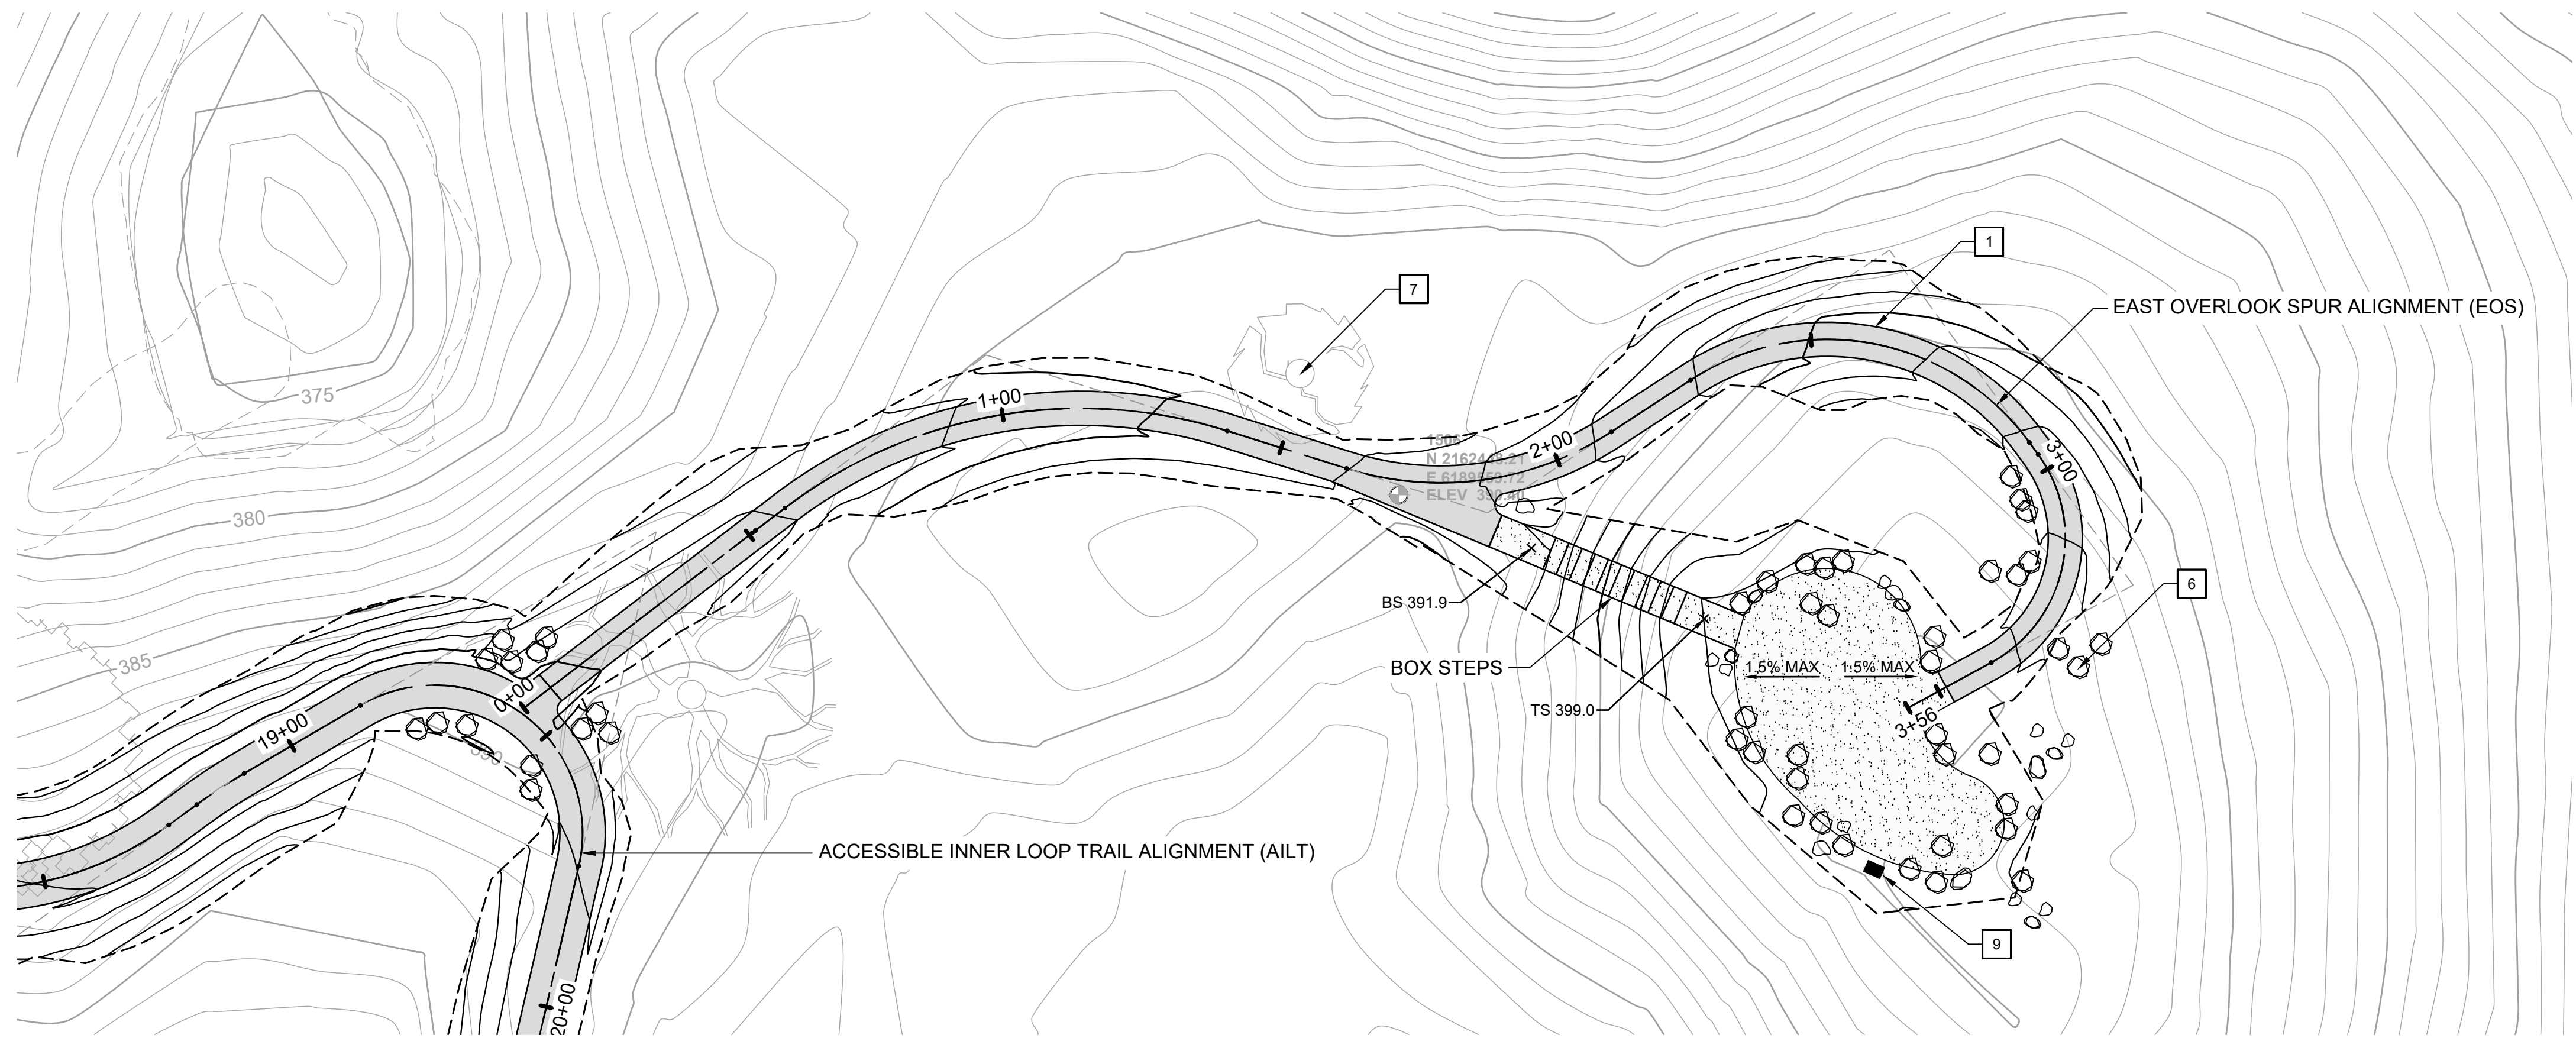 1
7
EAST OVERLOOK SPUR ALIGNMENT (EOS)
375
1+00
1506
2+00
3+00
380
BS 391.9
6
385
BOX STEPS
1.5% MAX
1.5% MAX
0+00
TS 399.0
3+56
19+00
390
ACCESSIBLE INNER LOOP TRAIL ALIGNMENT (AILT)
9
20+00